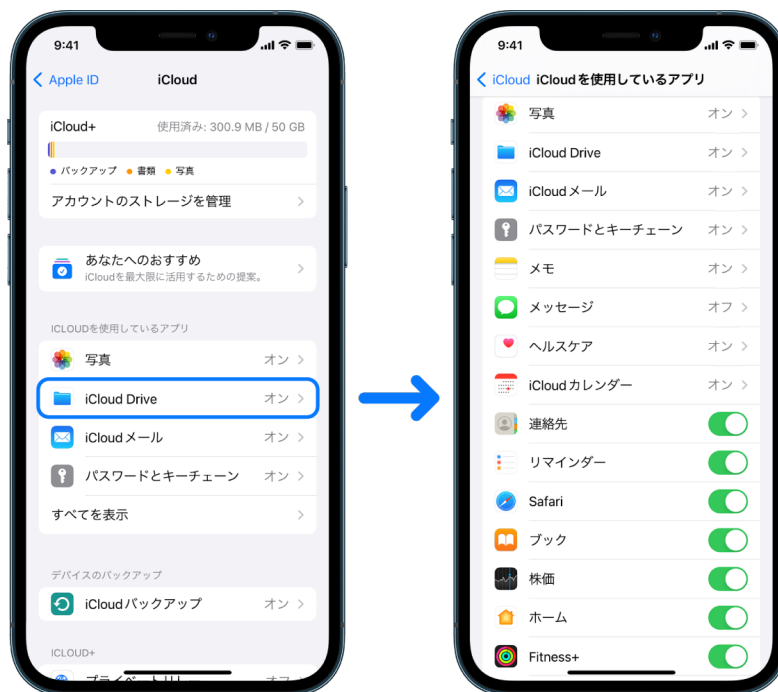 9:41
Apple ID
iCloud
iCloud+
使用済み: 300.9 MB / 50 GB
バックアップ
書類
写真
アカウントのストレージを管理
あなたへのおすすめ
iCloudを最大限に活用するための提案。
ICLOUDを使用しているアプリ
写真 オン
iCloud Drive オン
iCloudメール オン
パスワードとキーチェーン オン
すべてを表示
デバイスのバックアップ
iCloudバックアップ オン
ICLOUD+
9:41
iCloud
iCloudを使用しているアプリ
写真 オン
iCloud Drive オン
iCloudメール オン
パスワードとキーチェーン オン
メモ オン
メッセージ オフ
ヘルスケア オン
iCloudカレンダー オン
連絡先
リマインダー
Safari
ブック
株価
ホーム
Fitness+